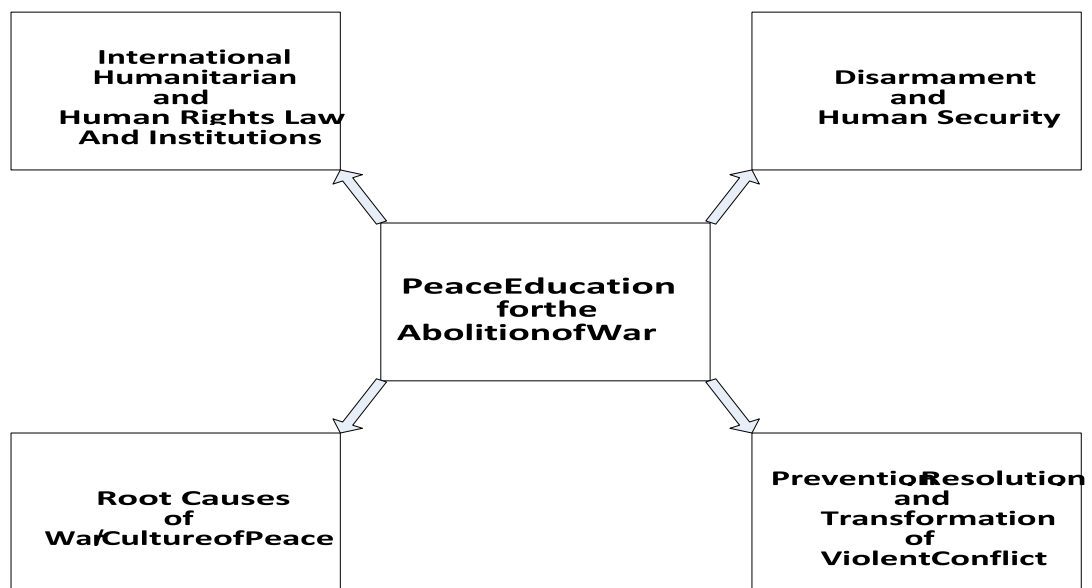 International
Humanitarian
and
Human Rights Law
And Institutions
Disarmament
and
Human Security
PeaceEducation
forthe
AbolitionofWar
Root Causes
of
War/CultureofPeace
Prevention,Resolution,
and
Transformation
of
ViolentConflict